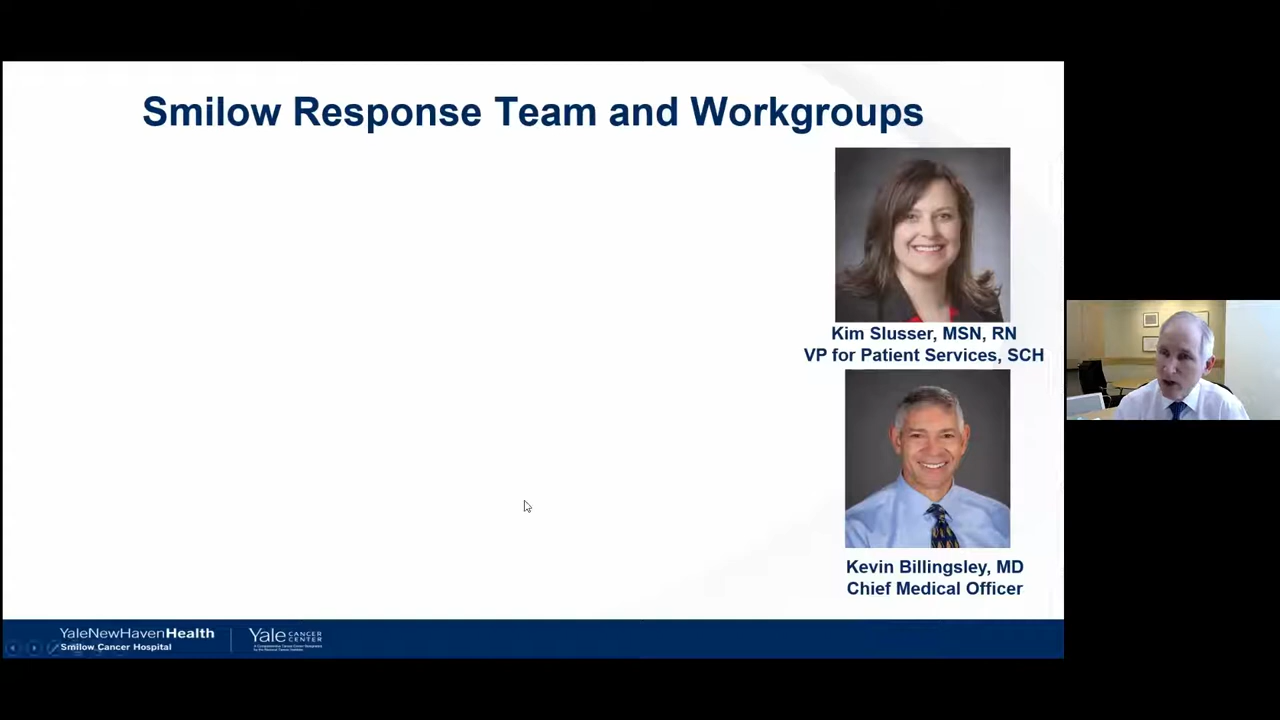 Smilow Response Team and Workgroups
Kim Slusser, MSN, RN
VP for Patient Services, SCH
Kevin Billingsley, MD
Chief Medical Officer
YaleNewHavenHealth
Smilow Cancer Hospital
Yale CANCER CENTER